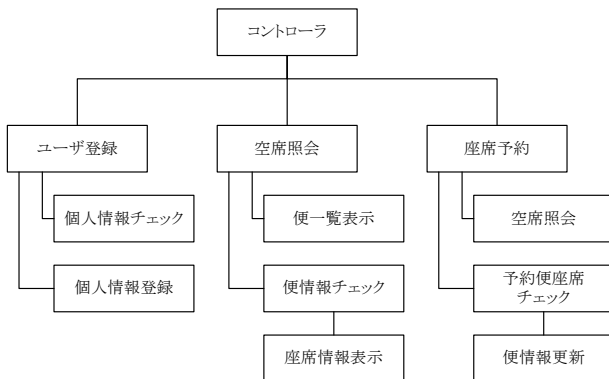 コントローラ
ユーザ登録
空席照会
座席予約
個人情報チェック
便一覧表示
空席照会
個人情報登録
便情報チェック
予約便座席
チェック
座席情報表示
便情報更新